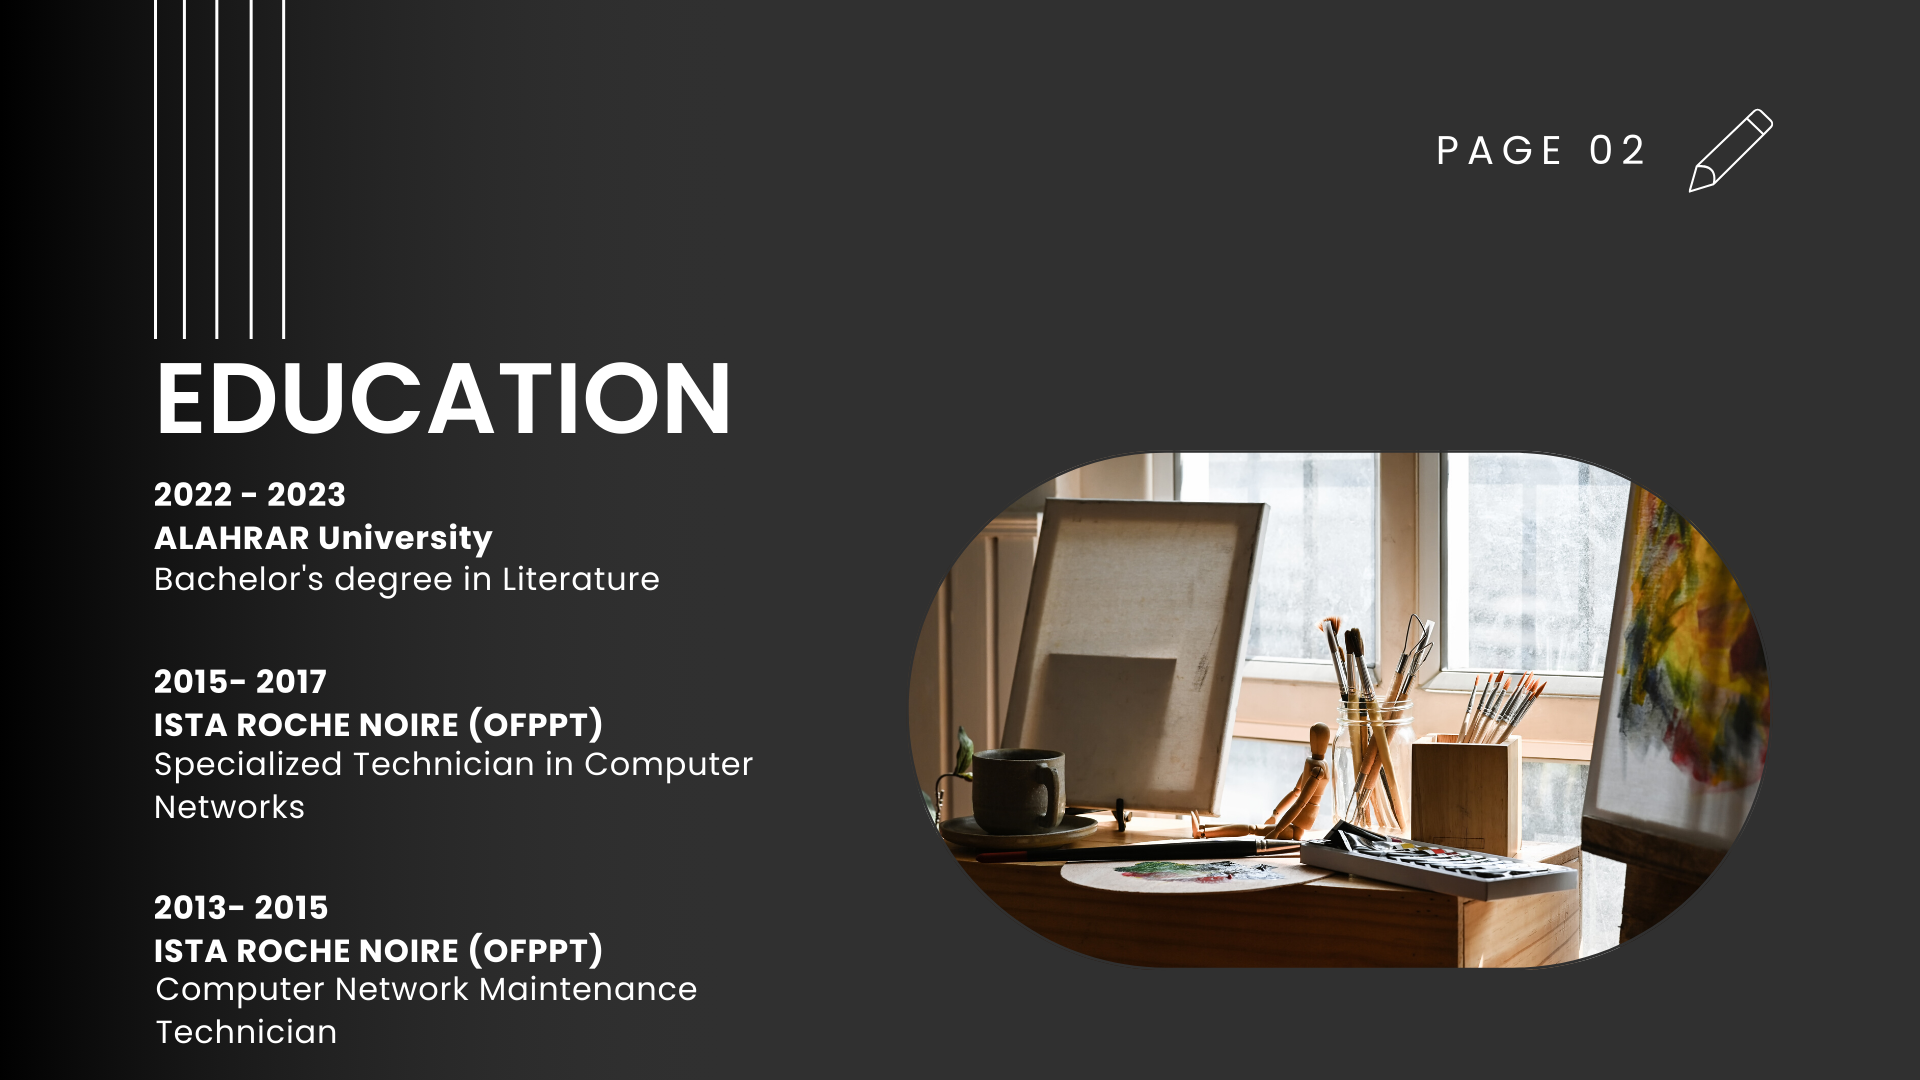 PAGE 02
EDUCATION
2022 - 2023
ALAHRAR University
Bachelor's degree in Literature
2015- 2017
ISTA ROCHE NOIRE (OFPPT)
Specialized Technician in Computer
Networks
2013- 2015
ISTA ROCHE NOIRE (OFPPT)
Computer Network Maintenance
Technician